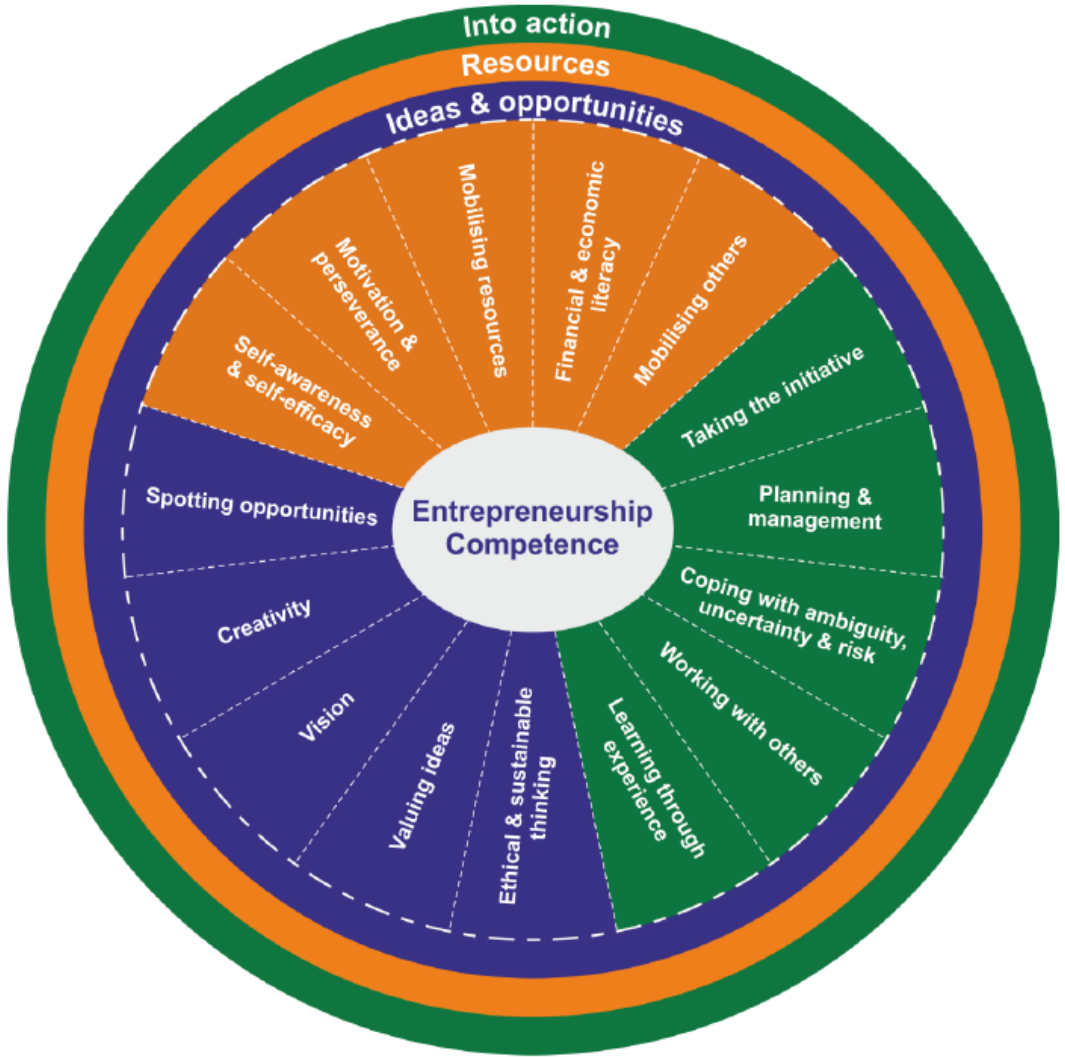 Into action
Resources
Ideas & opportunities
Mobilising resources
Financial & economic
literacy
Mobilising others
Motivation &
perseverance
Self-awareness
& self-efficacy
Taking the initiative
Planning &
management
Spotting opportunities
Entrepreneurship
Competence
Coping with ambiguity,
uncertainty & risk
Creativity
Working with others
Vision
Valuing ideas
Ethical & sustainable
thinking
Learning through
experience